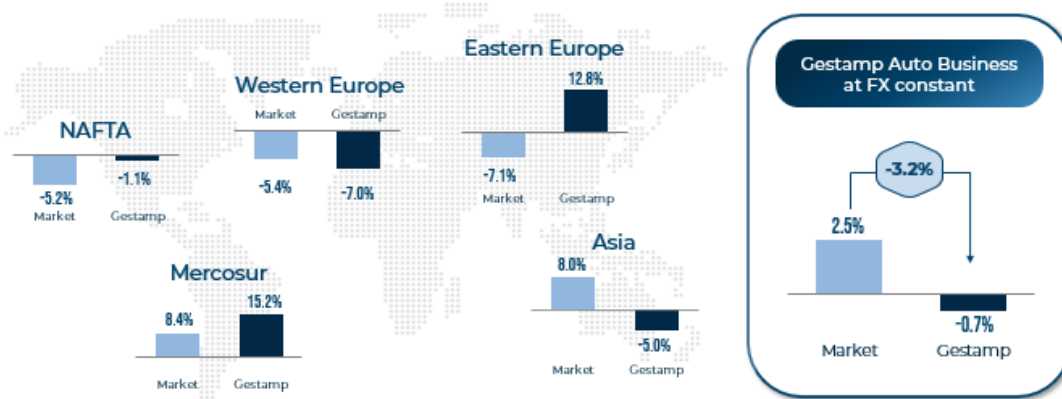 NAFTA
-5.2%
-1.1%
Market
Gestamp
Western Europe
Market
Gestamp
-5.4%
-7.0%
Eastern Europe
12.8%
-7.1%
Market
Gestamp
Mercosur
8.4%
15.2%
Market
Gestamp
Asia
8.0%
-5.0%
Market
Gestamp
Gestamp Auto Business
at FX constant
-3.2%
2.5%
-0.7%
Market
Gestamp